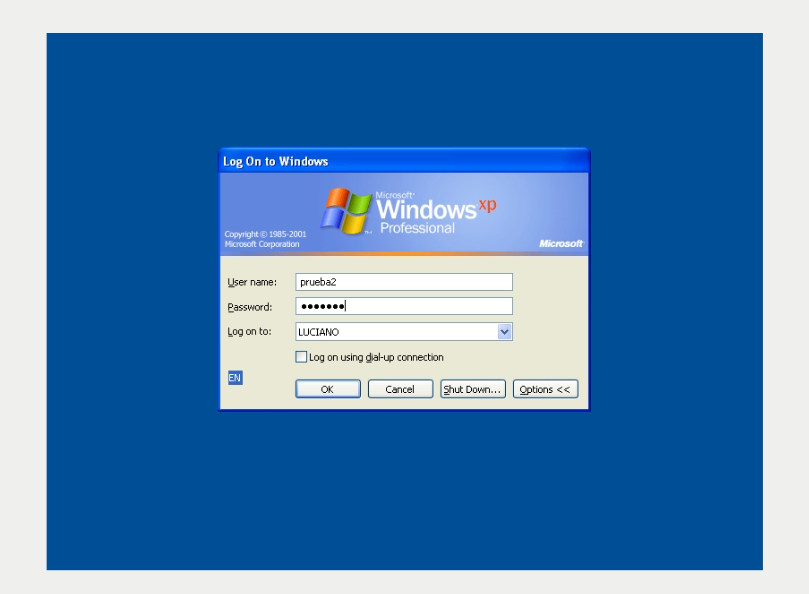 Log On to Windows
Microsoft®
Windows xp
Professional
Copyright © 1985-2001
Microsoft Corporation
Microsoft®
User name: prueba2
Password: •••••••
Log on to: LUCIANO
Log on using dial-up connection
EN
OK Cancel Shut Down... Options <<